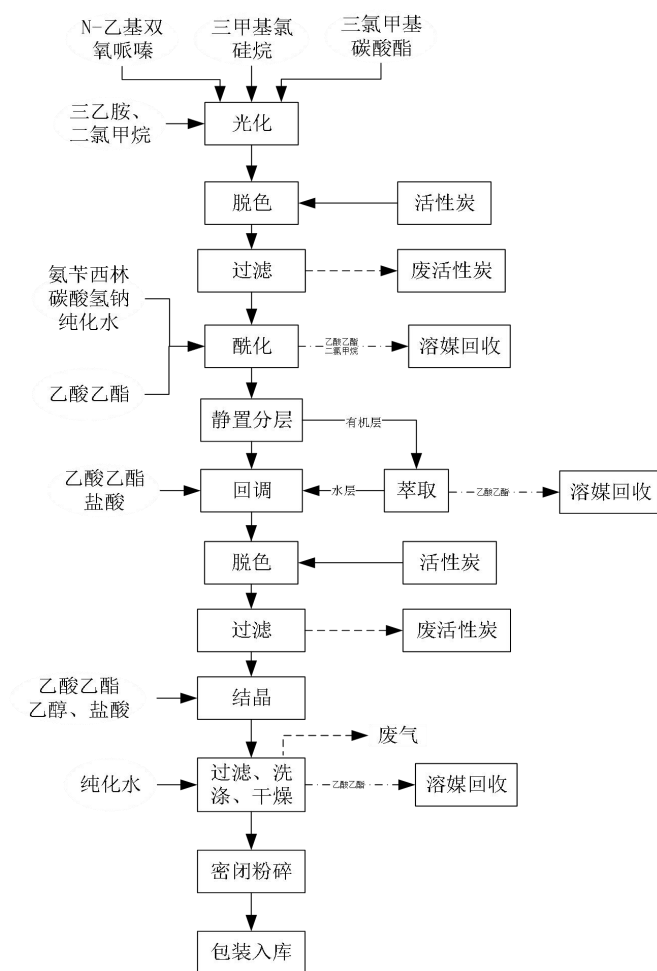 N-乙基双
氧哌嗪
三甲基氯
硅烷
三氯甲基
碳酸酯
三乙胺、
二氯甲烷
光化
脱色
活性炭
过滤
废活性炭
氨苄西林
碳酸氢钠
纯化水
乙酸乙酯
酰化
乙酸乙酯
二氯甲烷
溶媒回收
静置分层
有机层
乙酸乙酯
盐酸
回调
水层
萃取
乙酸乙酯
溶媒回收
脱色
活性炭
过滤
废活性炭
乙酸乙酯
乙醇、盐酸
结晶
废气
纯化水
过滤、洗
涤、干燥
乙酸乙酯
溶媒回收
密闭粉碎
包装入库